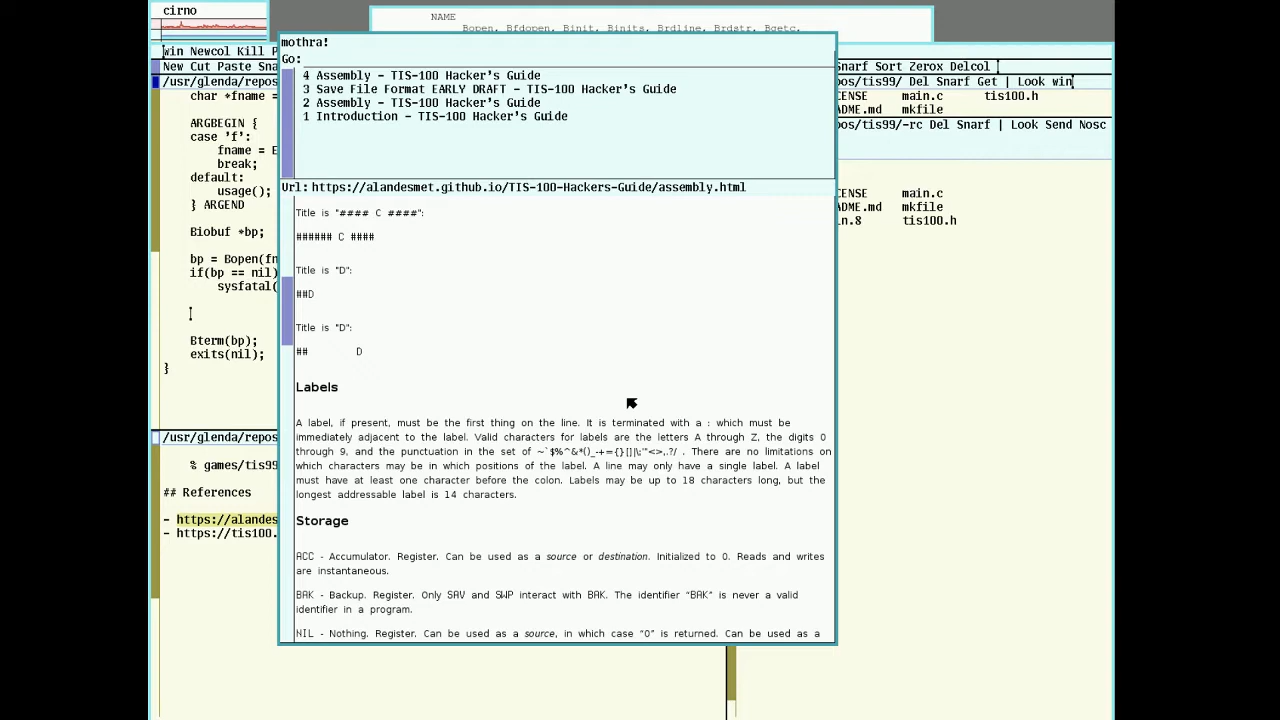 cirno
NAME
Bopen, Bfdopen, Binit, Binits, Brdline, Brdstr, Bgetc,
win Newcol Kill P
New Cut Paste Sna
/usr/glenda/repos
char *fname =
ARGBEGIN {
case 'f':
fname = E
break;
default:
usage();
} ARGEND
Biobuf *bp;
bp = Bopen(fn
if(bp == nil)
sysfatal(
Bterm(bp);
exits(nil);
}
/usr/glenda/repos
% games/tis99
## References
- https://alandes
- https://tis100.
mothra!
Go:
4 Assembly – TIS-100 Hacker's Guide
3 Save File Format EARLY DRAFT – TIS-100 Hacker's Guide
2 Assembly – TIS-100 Hacker's Guide
1 Introduction – TIS-100 Hacker's Guide
Url: https://alandesmet.github.io/TIS-100-Hackers-Guide/assembly.html
Title is "#### C ####":
###### C ####
Title is "D":
##D
Title is "D":
## D
Labels
A label, if present, must be the first thing on the line. It is terminated with a : which must be
immediately adjacent to the label. Valid characters for labels are the letters A through Z, the digits 0
through 9, and the punctuation in the set of ~`$%^&*()_-+={}[]|\;'"<>,.?/ . There are no limitations on
which characters may be in which positions of the label. A line may only have a single label. A label
must have at least one character before the colon. Labels may be up to 18 characters long, but the
longest addressable label is 14 characters.
Storage
ACC - Accumulator. Register. Can be used as a source or destination. Initialized to 0. Reads and writes
are instantaneous.
BAK - Backup. Register. Only SAV and SWP interact with BAK. The identifier “BAK” is never a valid
identifier in a program.
NIL - Nothing. Register. Can be used as a source, in which case “0” is returned. Can be used as a
Snarf Sort Zerox Delcol
pos/tis99/ Del Snarf Get | Look win
CENSE main.c tis100.h
ADME.md mkfile
pos/tis99/-rc Del Snarf | Look Send Nosc
CENSE main.c
ADME.md mkfile
in.8 tis100.h